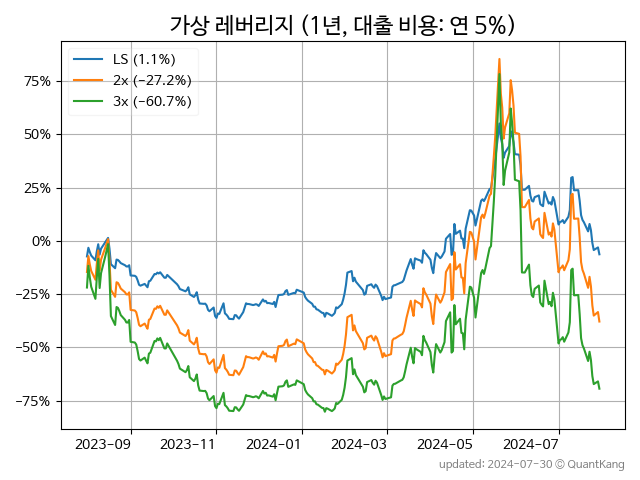 가상 레버리지 (1년, 대출 비용: 연 5%)
LS (1.1%)
2x (−27.2%)
3x (−60.7%)
75%
50%
25%
0%
−25%
−50%
−75%
2023-09 2023-11 2024-01 2024-03 2024-05 2024-07
updated: 2024-07-30 © QuantKang